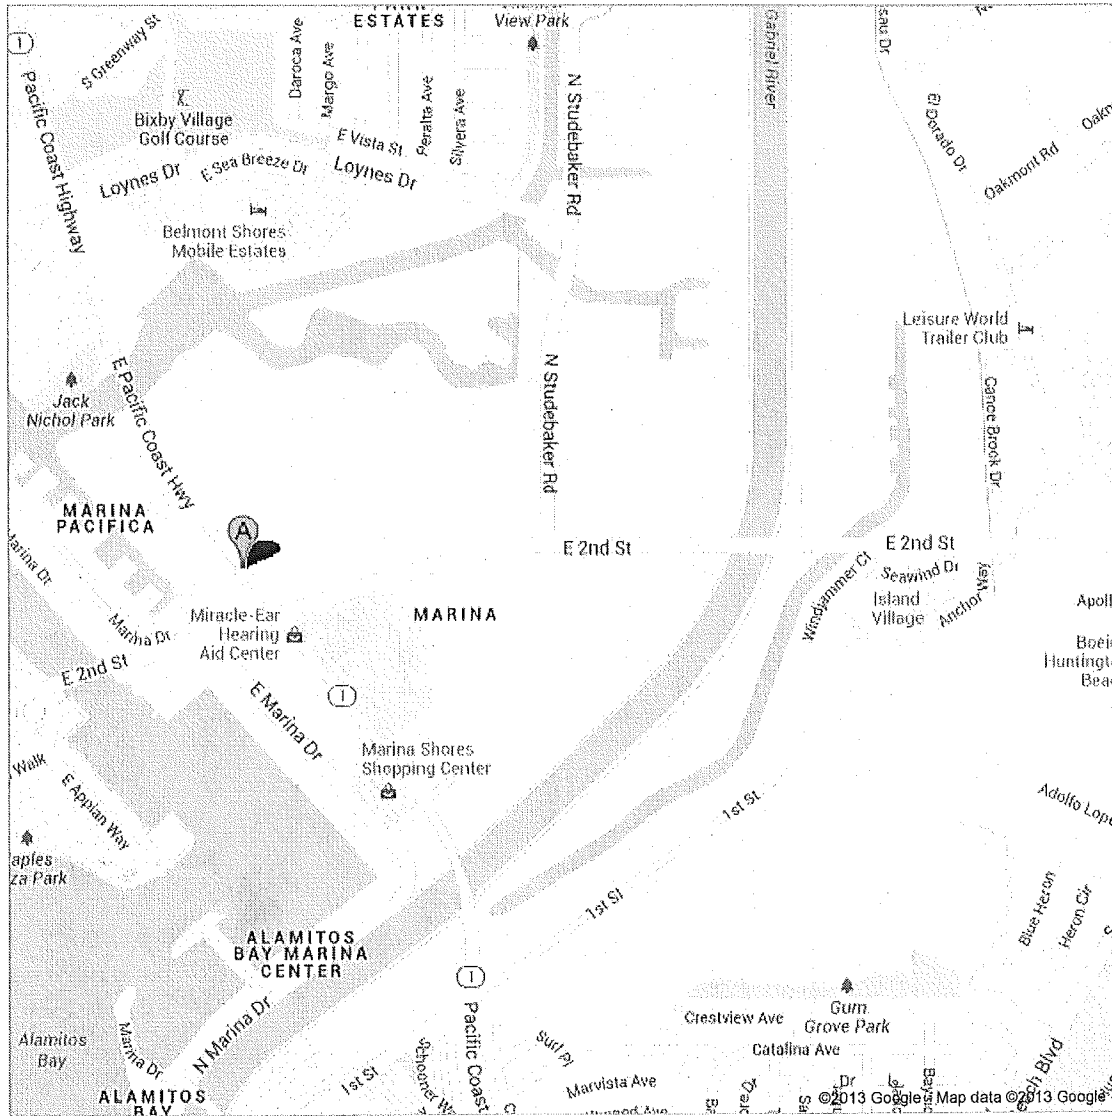 PARK
ESTATES
View Park
1
S Greenway St
Pacific Coast Highway
Bixby Village
Golf Course
Daroca Ave
Margo Ave
Peralta Ave
Silvera Ave
E Vista St
E Sea Breeze Dr
Loynes Dr
Loynes Dr
N Studebaker Rd
Gabriel River
El Dorado Dr
Oakmont Rd
Belmont Shores
Mobile Estates
Leisure World
Trailer Club
Jack
Nichol Park
E Pacific Coast Hwy
N Studebaker Rd
Canoe Brook Dr
MARINA
PACIFICA
A
E 2nd St
E 2nd St
Seawind Dr
Island
Village
Windjammer Ct
Anchor Way
Marina Dr
Marina Dr
E 2nd St
Miracle-Ear
Hearing
Aid Center
MARINA
1
E Marina Dr
Marina Shores
Shopping Center
Walk
E Appian Way
aples
za Park
1st St
1st St
Blue Heron
Heron Cir
ALAMITOS
BAY MARINA
CENTER
1
Pacific Coast
Gum
Grove Park
Crestview Ave
Catalina Ave
Alamitos
Bay
Marina Dr
N Marina Dr
ALAMITOS
BAY
1st St
Surf Pl
Marvista Ave
©2013 Google - Map data ©2013 Google